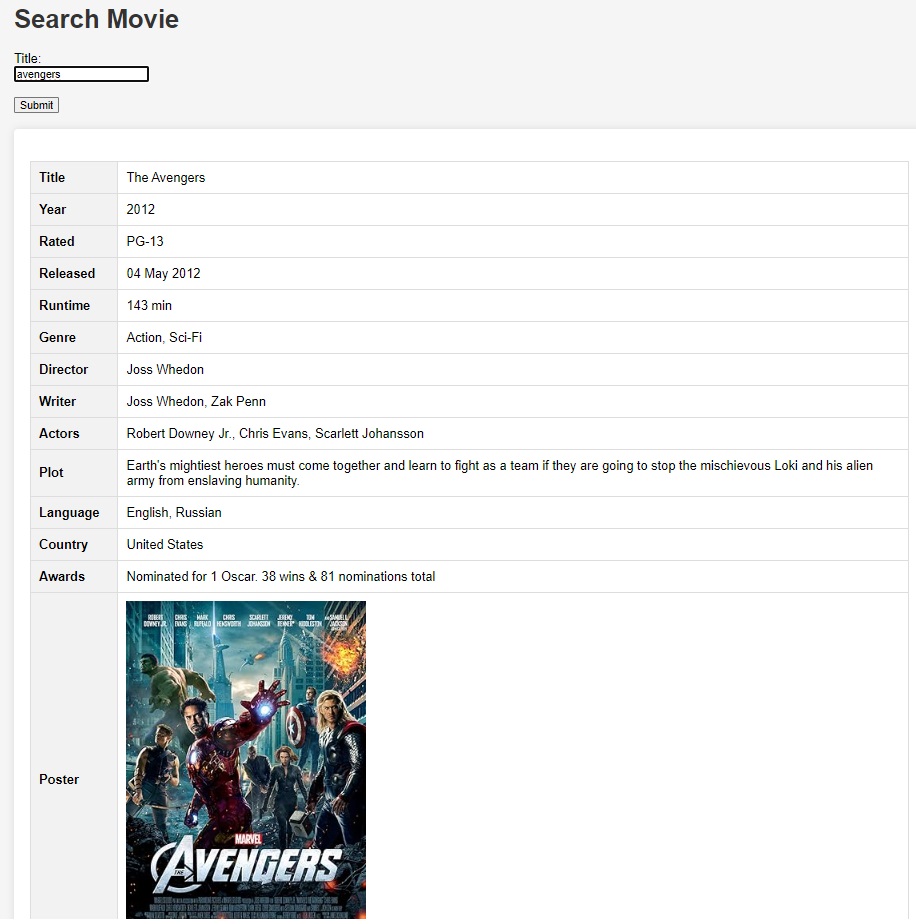 Search Movie
Title:
avengers
Submit
Title The Avengers
Year 2012
Rated PG-13
Released 04 May 2012
Runtime 143 min
Genre Action, Sci-Fi
Director Joss Whedon
Writer Joss Whedon, Zak Penn
Actors Robert Downey Jr., Chris Evans, Scarlett Johansson
Plot Earth's mightiest heroes must come together and learn to fight as a team if they are going to stop the mischievous Loki and his alien
army from enslaving humanity.
Language English, Russian
Country United States
Awards Nominated for 1 Oscar. 38 wins & 81 nominations total
Poster
ROBERT DOWNEY JR. CHRIS EVANS MARK RUFFALO CHRIS HEMSWORTH SCARLETT JOHANSSON JEREMY RENNER TOM HIDDLESTON SAMUEL L. JACKSON
MARVEL
THE AVENGERS